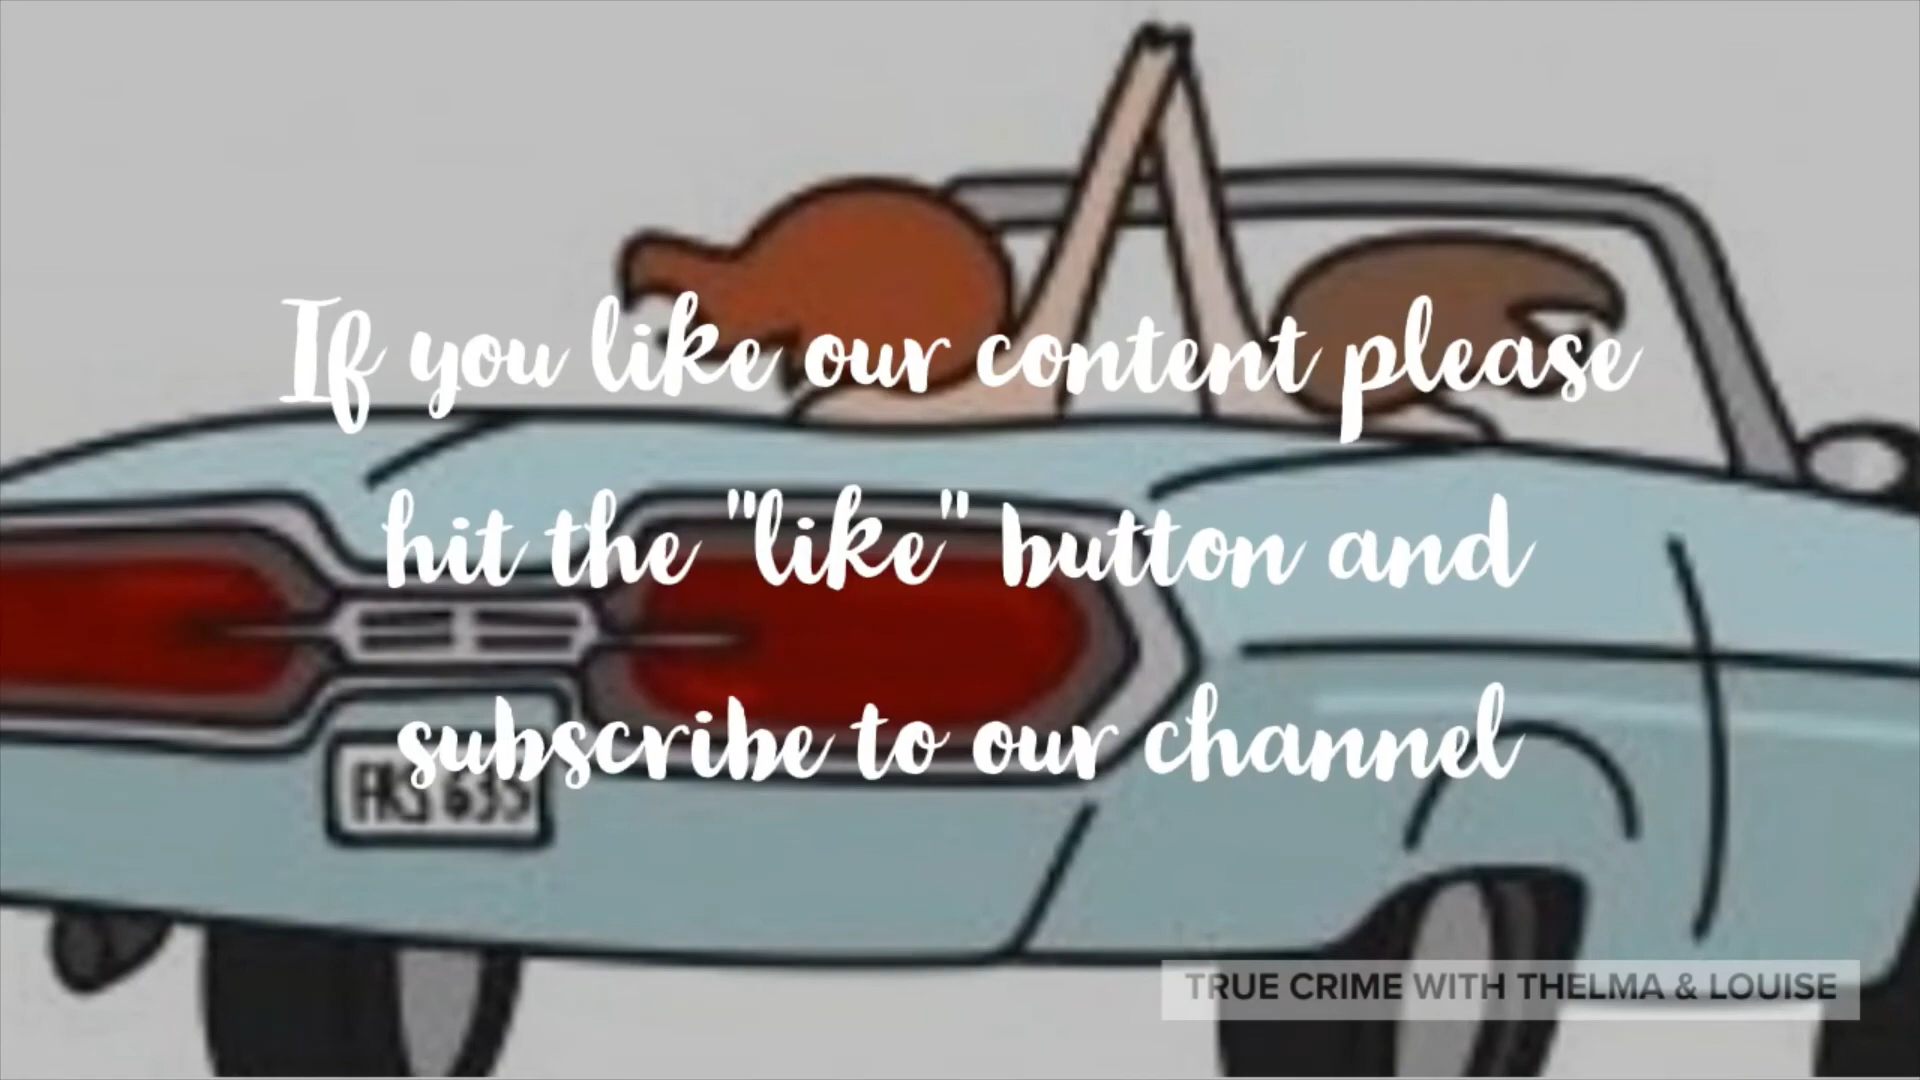 If you like our content please
hit the "like" button and
subscribe to our channel
TRUE CRIME WITH THELMA & LOUISE